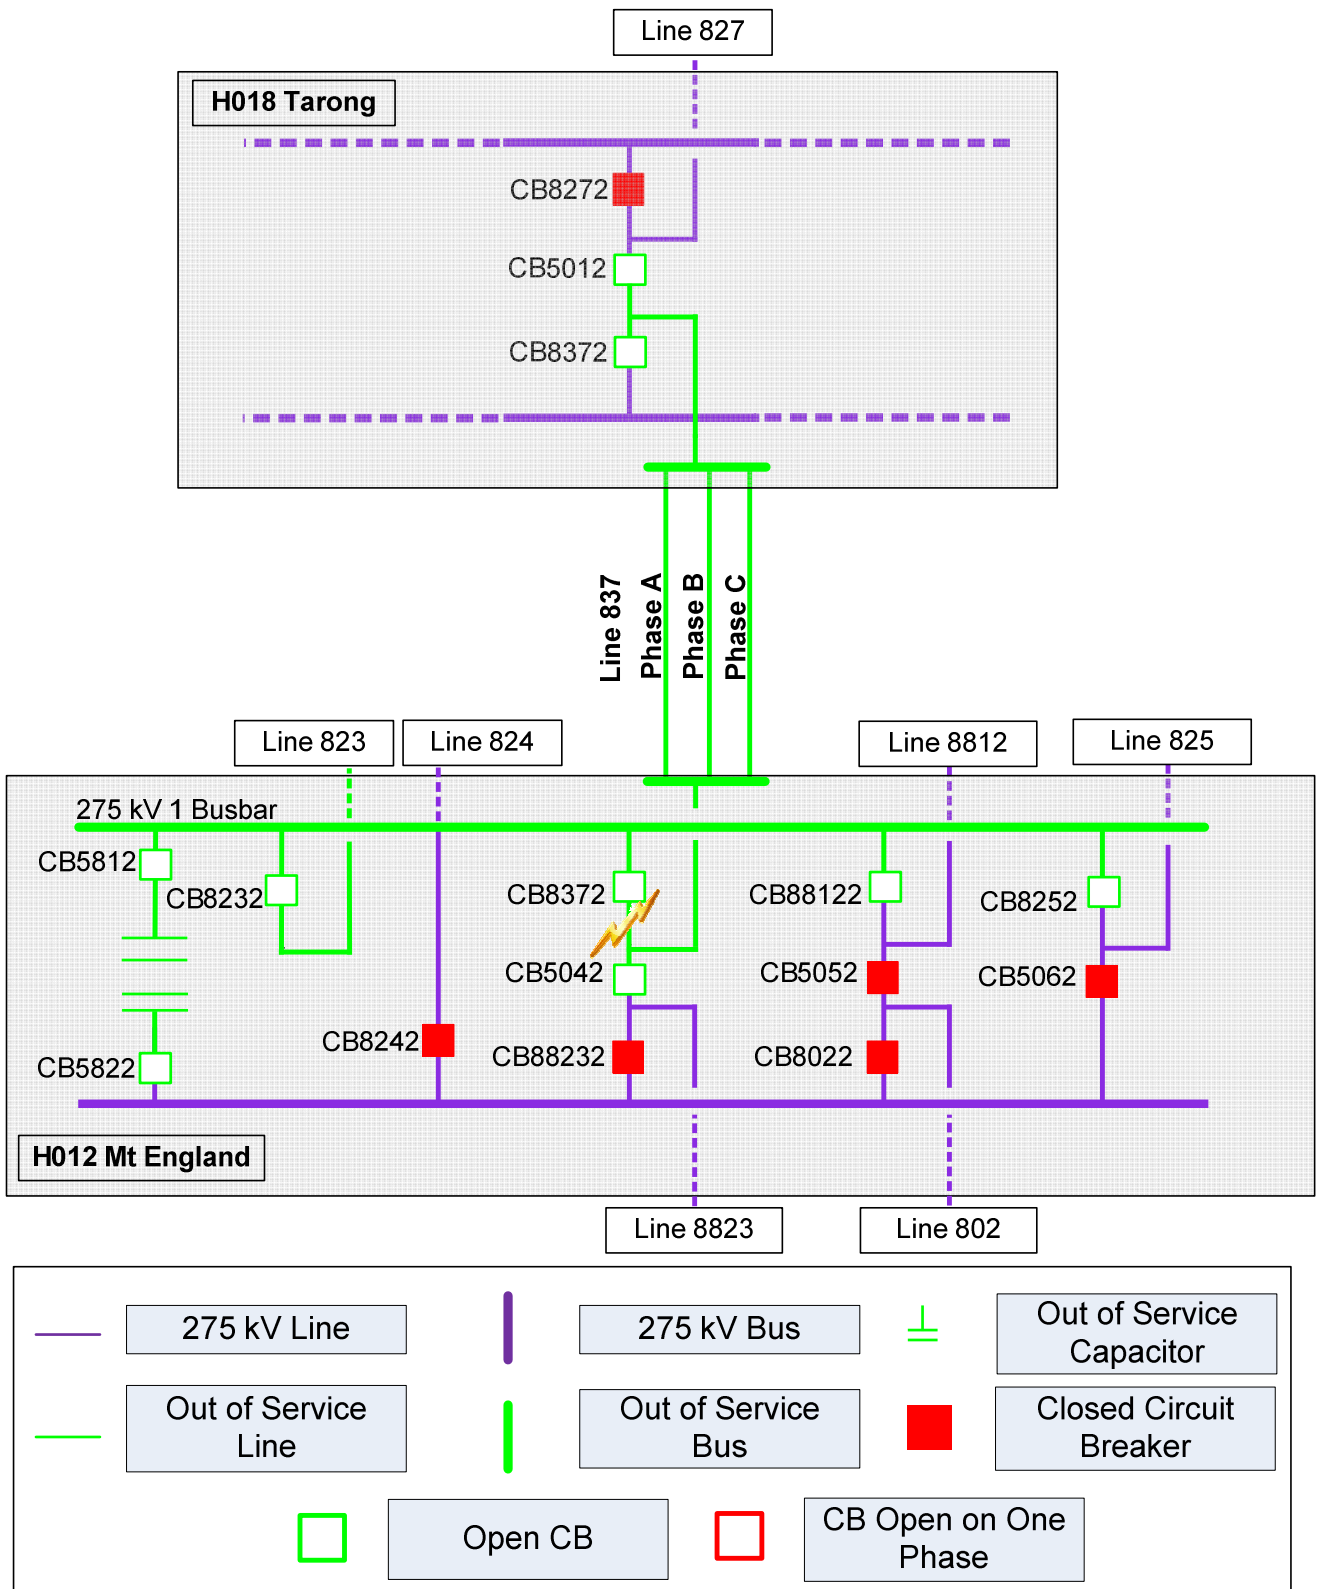 Line 827
H018 Tarong
CB8272
CB5012
CB8372
Line 837
Phase A
Phase B
Phase C
Line 823
Line 824
Line 8812
Line 825
275 kV 1 Busbar
CB5812
CB8232
CB8372
CB88122
CB8252
CB5042
CB5052
CB5062
CB5822
CB8242
CB88232
CB8022
H012 Mt England
Line 8823
Line 802
275 kV Line
275 kV Bus
Out of Service
Capacitor
Out of Service
Line
Out of Service
Bus
Closed Circuit
Breaker
Open CB
CB Open on One
Phase